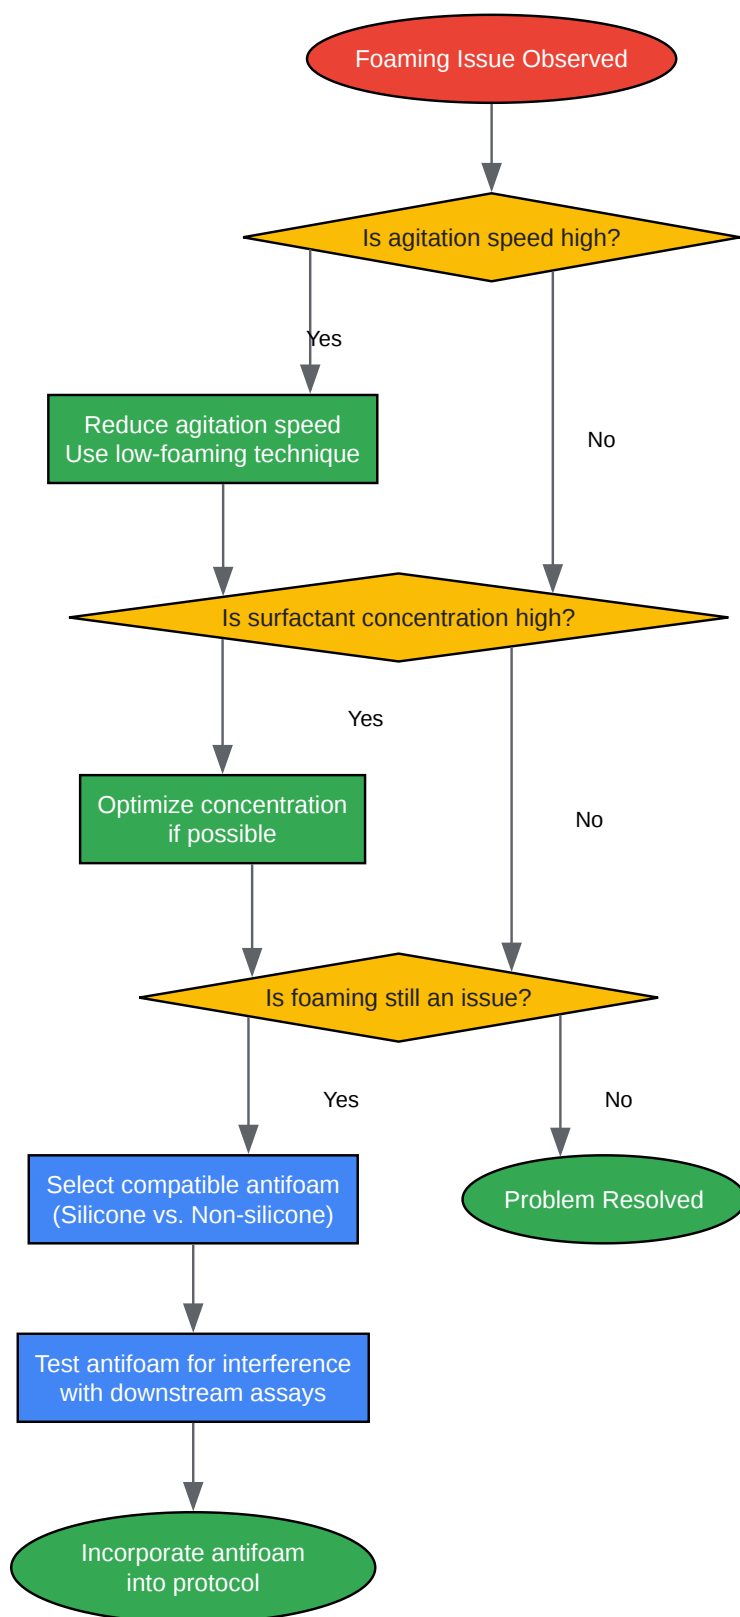 Foaming Issue Observed
Is agitation speed high?
Yes
Reduce agitation speed
Use low-foaming technique
No
Is surfactant concentration high?
Yes
Optimize concentration
if possible
No
Is foaming still an issue?
Yes
No
Select compatible antifoam
(Silicone vs. Non-silicone)
Problem Resolved
Test antifoam for interference
with downstream assays
Incorporate antifoam
into protocol